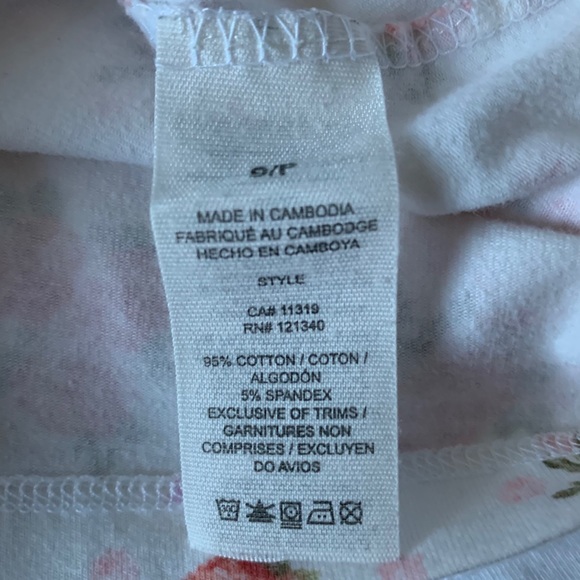 S/P
MADE IN CAMBODIA
FABRIQUÉ AU CAMBODGE
HECHO EN CAMBOYA
STYLE
CA# 11319
RN# 121340
95% COTTON / COTON /
ALGODÓN
5% SPANDEX
EXCLUSIVE OF TRIMS /
GARNITURES NON
COMPRISES / EXCLUYEN
DO AVIOS